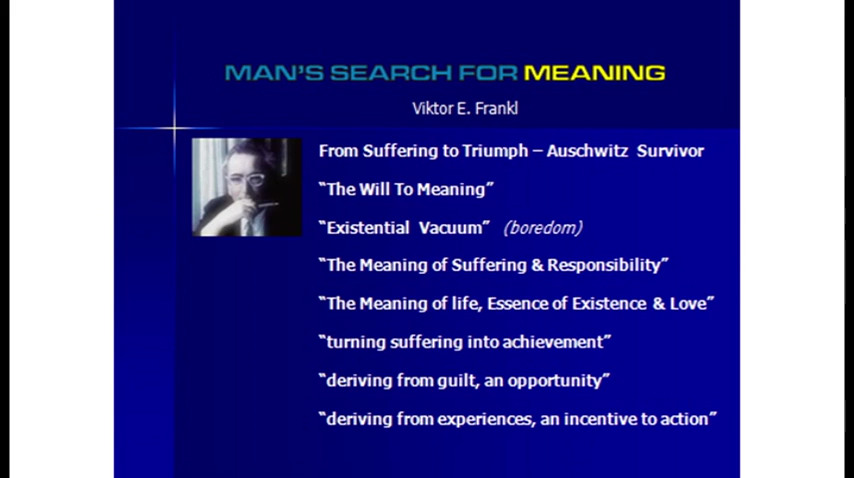 MAN'S SEARCH FOR MEANING
Viktor E. Frankl
From Suffering to Triumph – Auschwitz Survivor
“The Will To Meaning”
“Existential Vacuum” (boredom)
“The Meaning of Suffering & Responsibility”
“The Meaning of life, Essence of Existence & Love”
“turning suffering into achievement”
“deriving from guilt, an opportunity”
“deriving from experiences, an incentive to action”